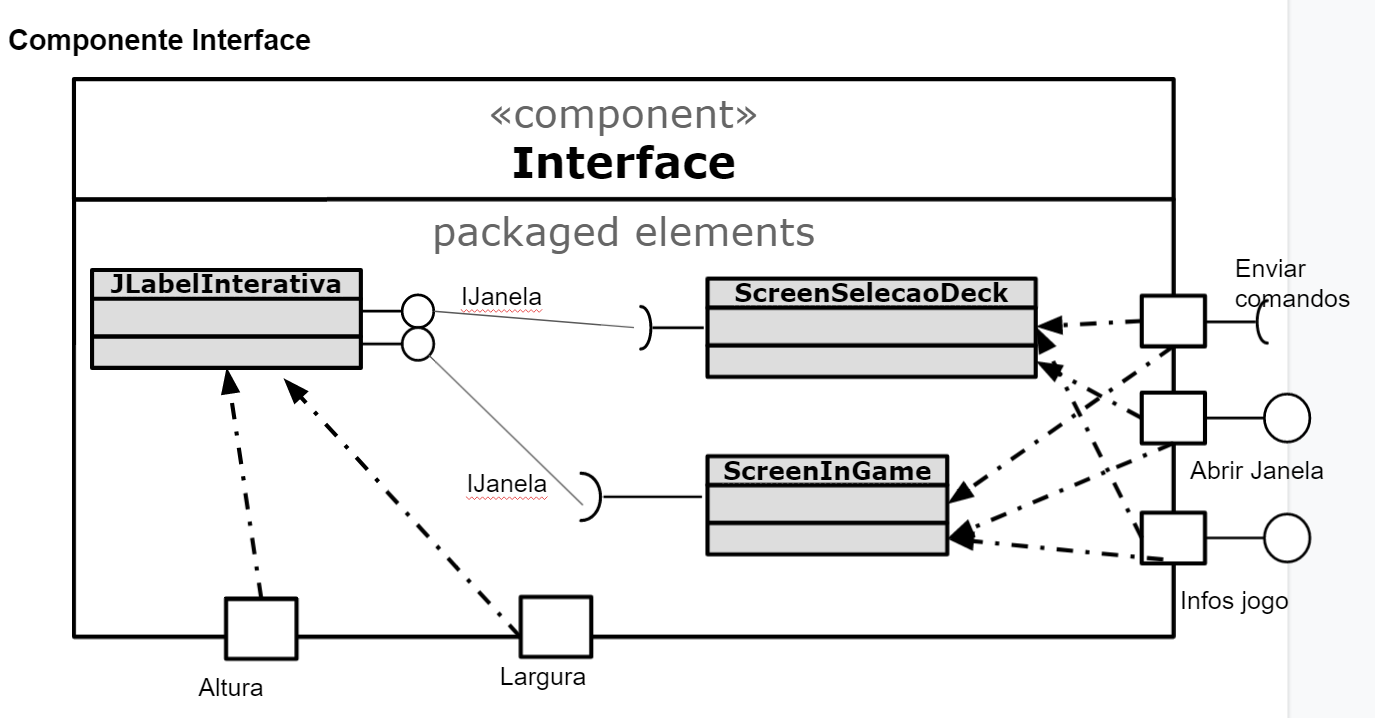 Componente Interface
«component»
Interface
packaged elements
JLabelInterativa
IJanela
ScreenSelecaoDeck
Enviar
comandos
IJanela
ScreenInGame
Abrir Janela
Infos jogo
Altura
Largura